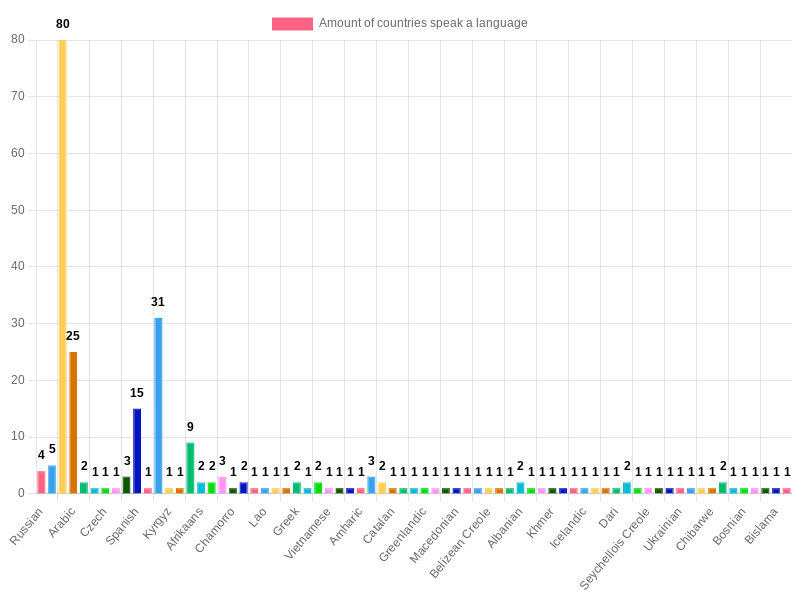 Amount of countries speak a language
80
70
60
50
40
30
20
10
0
4 5 80 25 2 1 1 1 3 15 1 31 1 1 9 2 2 3 1 2 1 1 1 1 2 1 2 1 1 1 1 3 2 1 1 1 1 1 1 1 1 1 1 1 1 2 1 1 1 1 1 1 1 1 1 2 1 1 1 1 1 1 1 1 2 1 1 1 1 1 1
Russian
Arabic
Czech
Spanish
Kyrgyz
Afrikaans
Chamorro
Lao
Greek
Vietnamese
Amharic
Catalan
Greenlandic
Macedonian
Belizean Creole
Albanian
Khmer
Icelandic
Dari
Seychellois Creole
Ukrainian
Chibarwe
Bosnian
Bislama